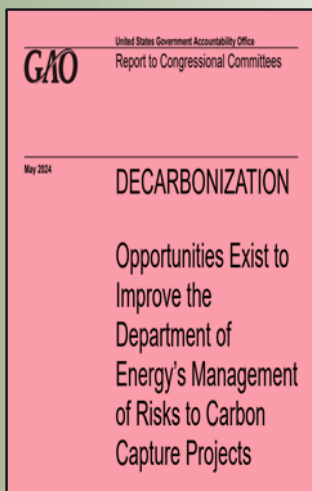 United States Government Accountability Office
GAO
Report to Congressional Committees
May 2024
DECARBONIZATION
Opportunities Exist to
Improve the
Department of
Energy's Management
of Risks to Carbon
Capture Projects